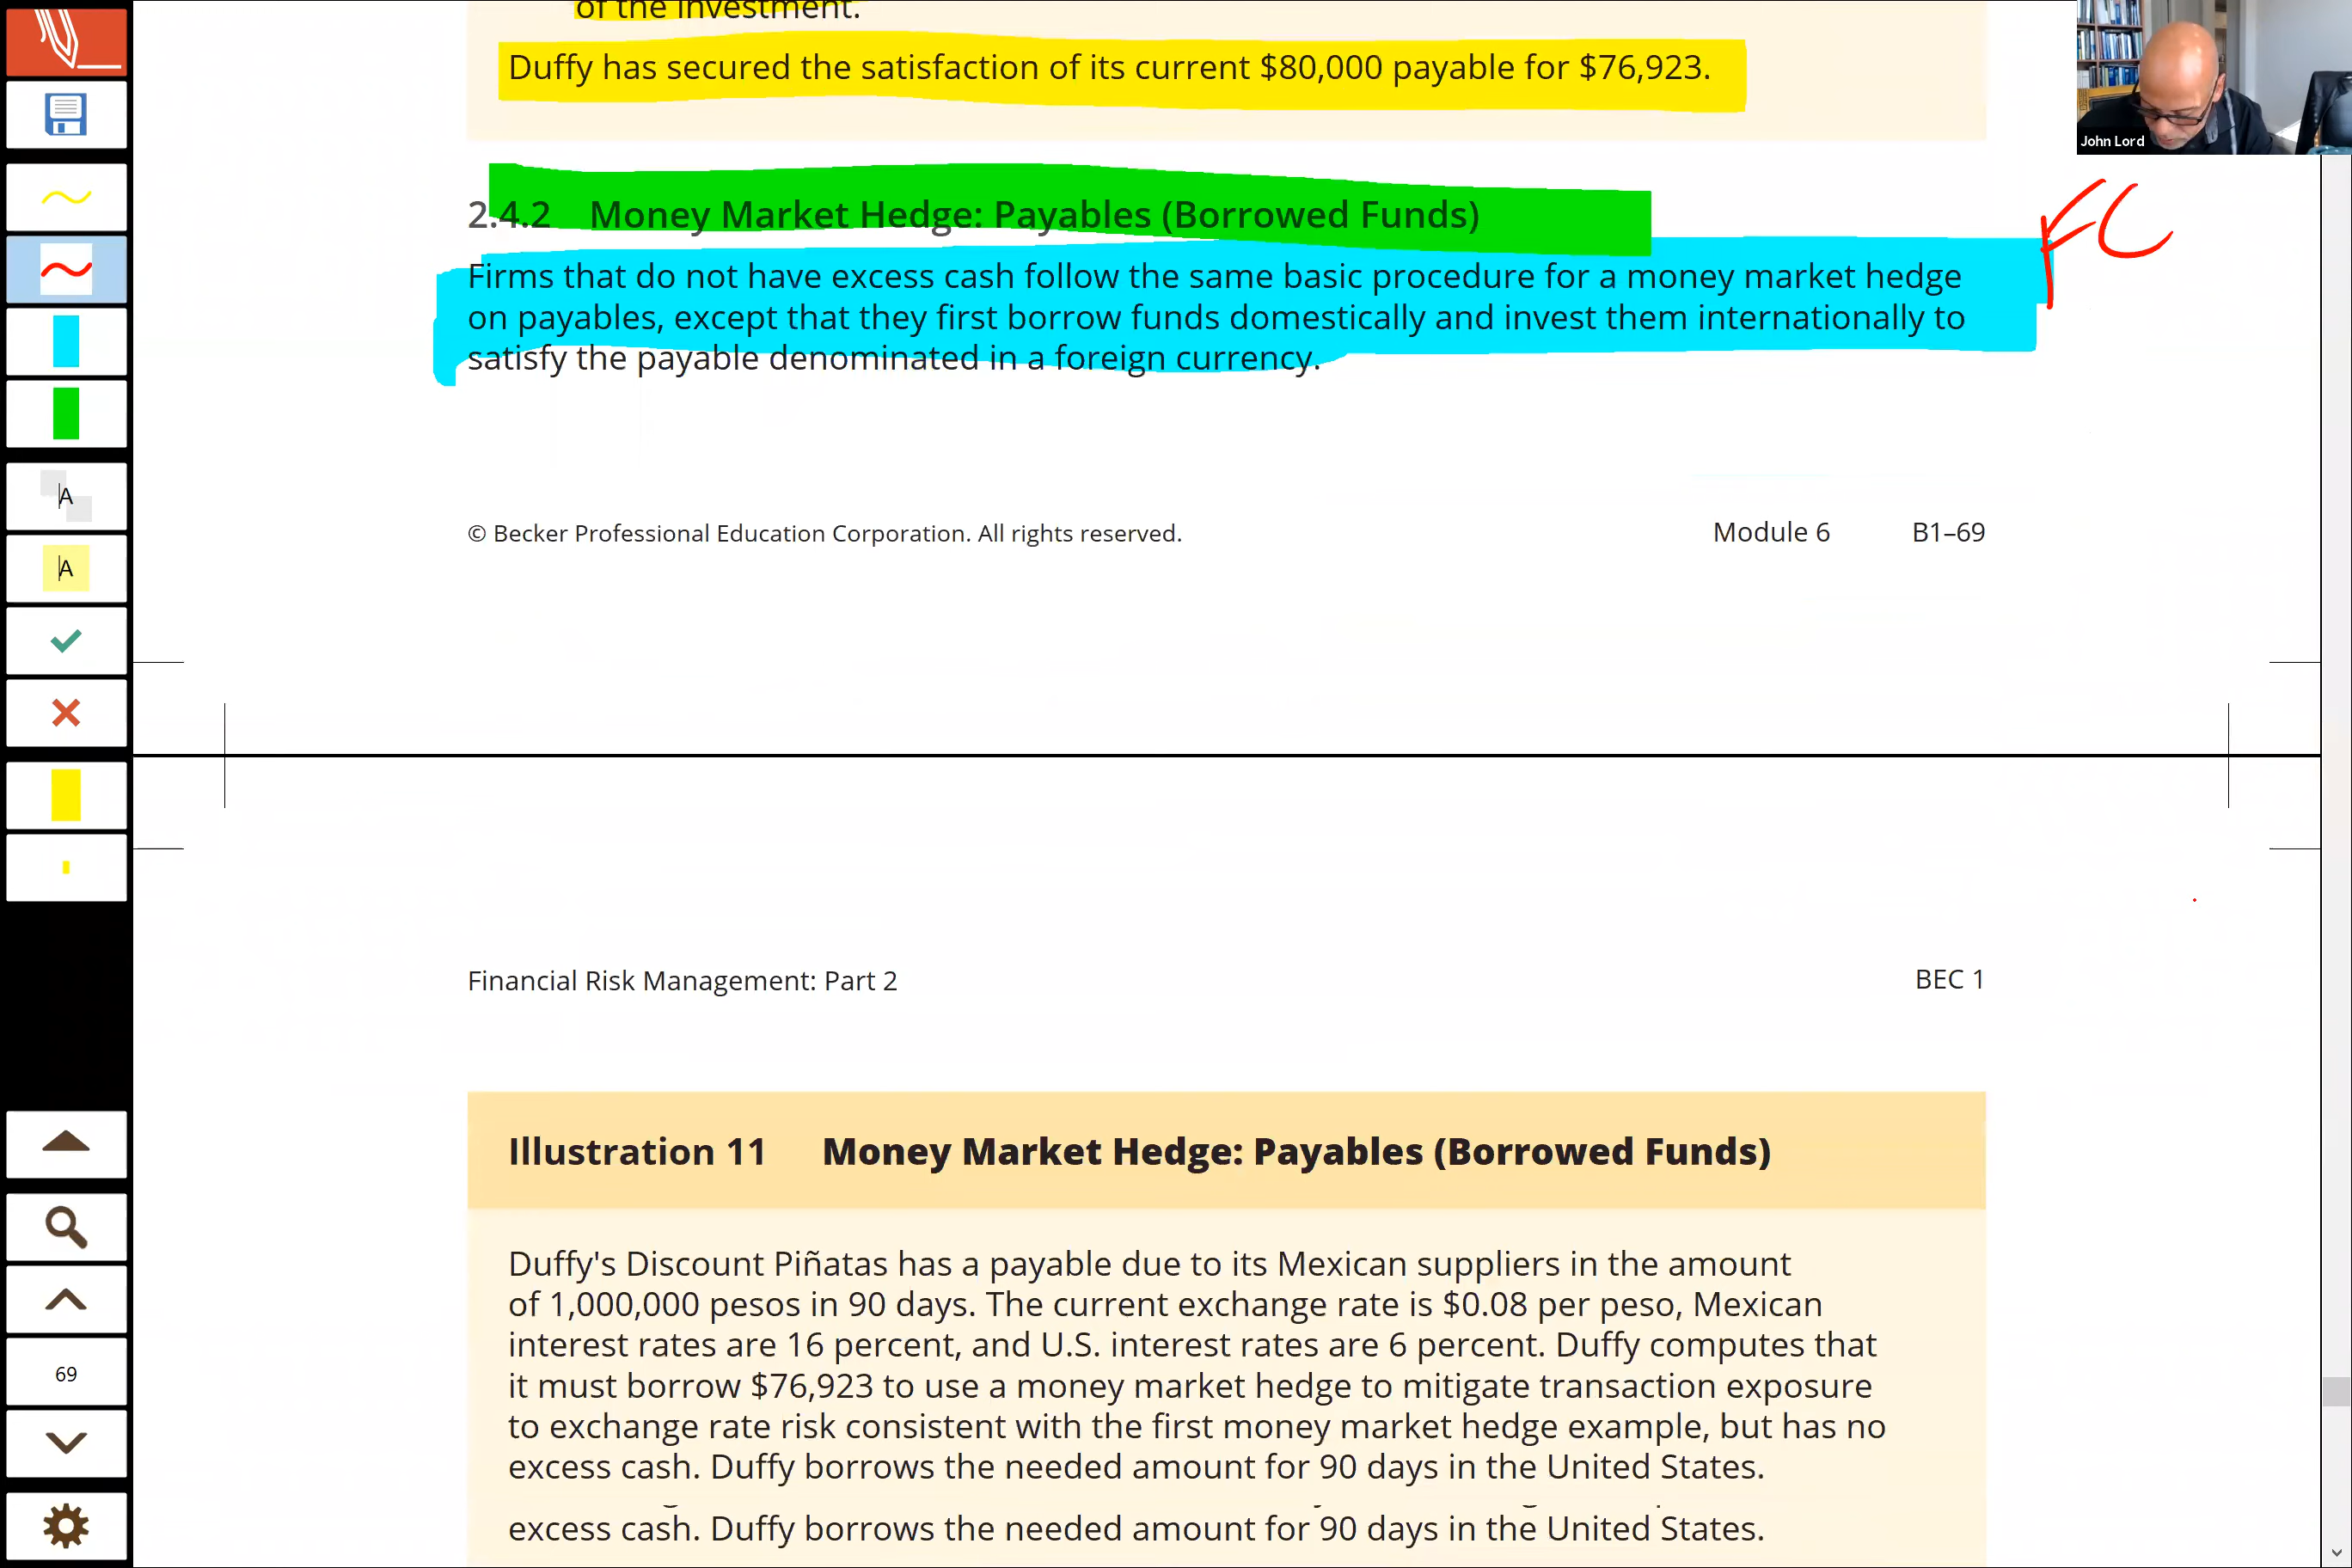 of the investment.
Duffy has secured the satisfaction of its current $80,000 payable for $76,923.
John Lord
2.4.2 Money Market Hedge: Payables (Borrowed Funds)
FC
Firms that do not have excess cash follow the same basic procedure for a money market hedge
on payables, except that they first borrow funds domestically and invest them internationally to
satisfy the payable denominated in a foreign currency.
A
© Becker Professional Education Corporation. All rights reserved. Module 6 B1–69
A
Financial Risk Management: Part 2 BEC 1
Illustration 11 Money Market Hedge: Payables (Borrowed Funds)
Duffy's Discount Piñatas has a payable due to its Mexican suppliers in the amount
of 1,000,000 pesos in 90 days. The current exchange rate is $0.08 per peso, Mexican
interest rates are 16 percent, and U.S. interest rates are 6 percent. Duffy computes that
69
it must borrow $76,923 to use a money market hedge to mitigate transaction exposure
to exchange rate risk consistent with the first money market hedge example, but has no
excess cash. Duffy borrows the needed amount for 90 days in the United States.
excess cash. Duffy borrows the needed amount for 90 days in the United States.